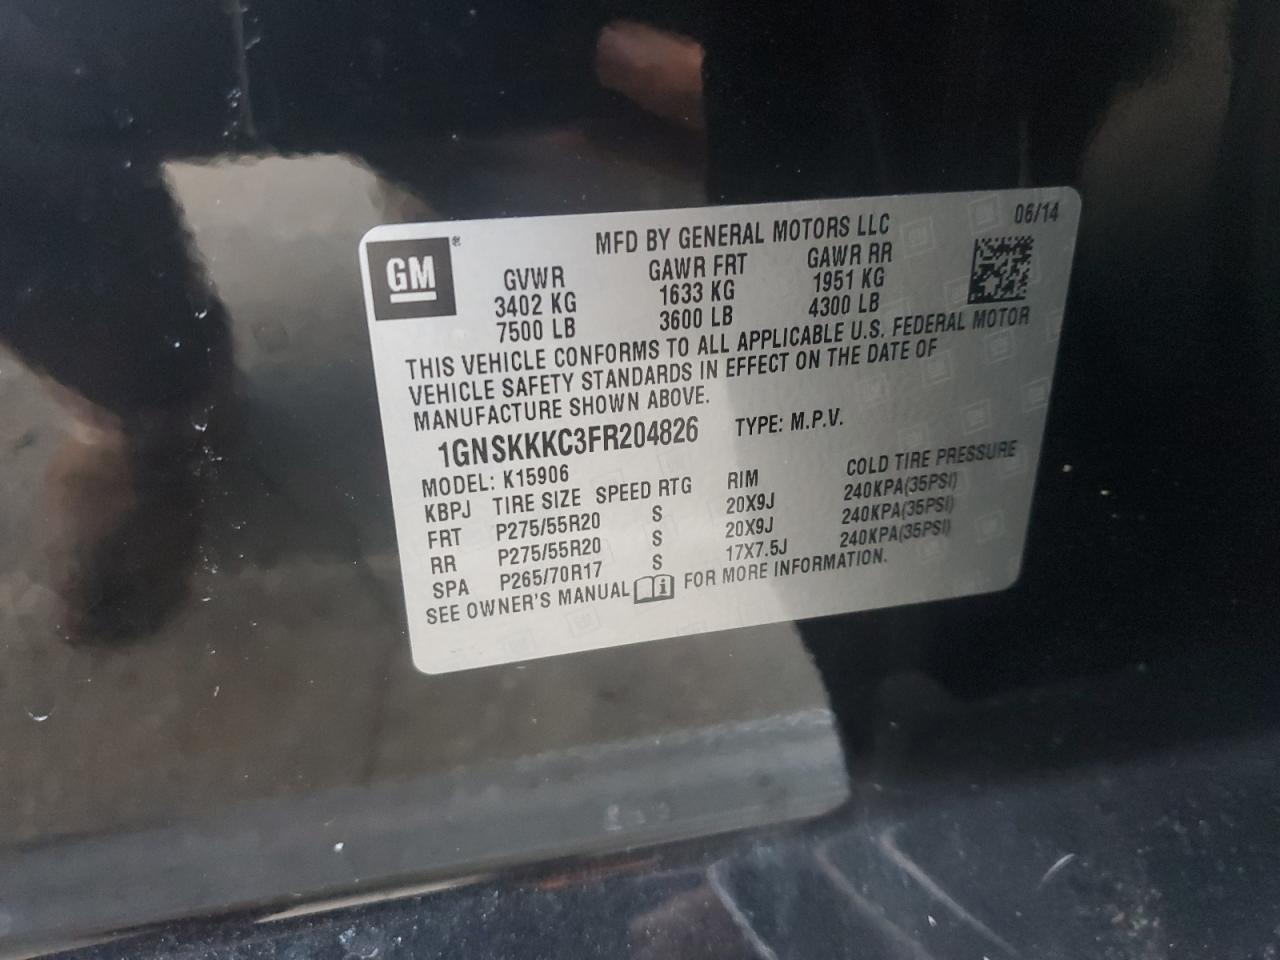 GM®
MFD BY GENERAL MOTORS LLC 06/14
GVWR GAWR FRT GAWR RR
3402 KG 1633 KG 1951 KG
7500 LB 3600 LB 4300 LB
THIS VEHICLE CONFORMS TO ALL APPLICABLE U.S. FEDERAL MOTOR
VEHICLE SAFETY STANDARDS IN EFFECT ON THE DATE OF
MANUFACTURE SHOWN ABOVE.
1GNSKKKC3FR204826 TYPE: M.P.V.
MODEL: K15906
KBPJ TIRE SIZE SPEED RTG RIM COLD TIRE PRESSURE
FRT P275/55R20 S 20X9J 240KPA(35PSI)
RR P275/55R20 S 20X9J 240KPA(35PSI)
SPA P265/70R17 S 17X7.5J 240KPA(35PSI)
SEE OWNER'S MANUAL FOR MORE INFORMATION.